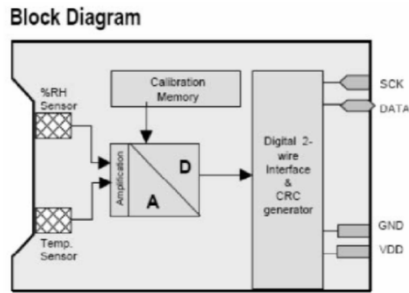 Block Diagram
%RH
Sensor
Calibration
Memory
SCK
DATA
Amplification
D
A
Digital 2-
wire
Interface
&
CRC
generator
Temp.
Sensor
GND
VDD